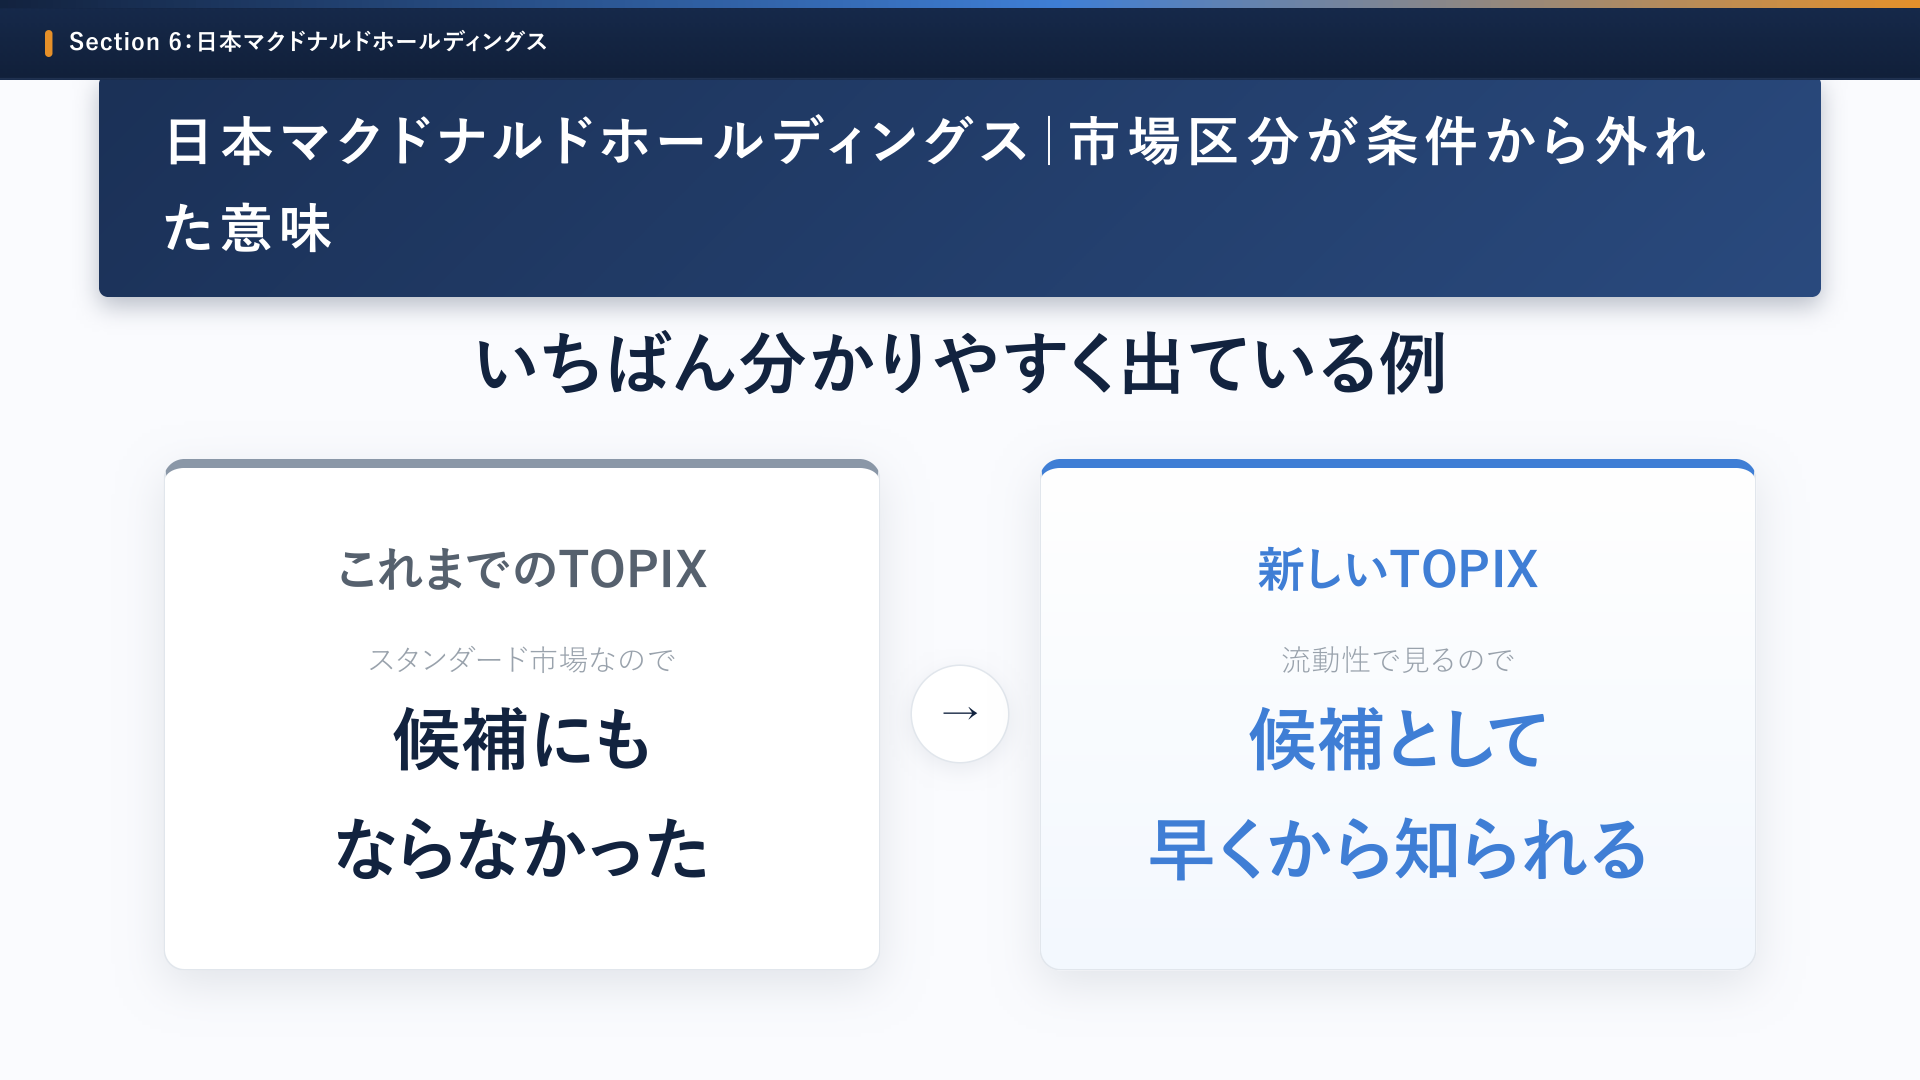 Section 6：日本マクドナルドホールディングス
日本マクドナルドホールディングス｜市場区分が条件から外れ
た意味
いちばん分かりやすく出ている例
これまでのTOPIX
スタンダード市場なので
候補にも
ならなかった
→
新しいTOPIX
流動性で見るので
候補として
早くから知られる